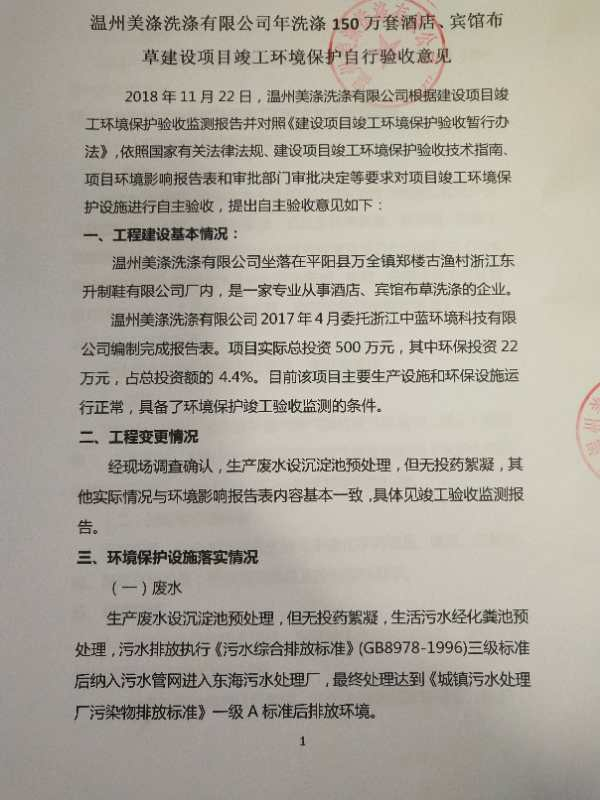 温州美涤洗涤有限公司年洗涤 150 万套酒店、宾馆布
草建设项目竣工环境保护自行验收意见
2018 年 11 月 22 日，温州美涤洗涤有限公司根据建设项目竣
工环境保护验收监测报告并对照《建设项目竣工环境保护验收暂行办
法》,依照国家有关法律法规、建设项目竣工环境保护验收技术指南、
项目环境影响报告表和审批部门审批决定等要求对项目竣工环境保
护设施进行自主验收，提出自主验收意见如下：
一、工程建设基本情况：
温州美涤洗涤有限公司坐落在平阳县万全镇郑楼古渔村浙江东
升制鞋有限公司厂内，是一家专业从事酒店、宾馆布草洗涤的企业。
温州美涤洗涤有限公司 2017 年 4 月委托浙江中蓝环境科技有限
公司编制完成报告表。项目实际总投资 500 万元，其中环保投资 22
万元，占总投资额的 4.4%。目前该项目主要生产设施和环保设施运
行正常，具备了环境保护竣工验收监测的条件。
二、工程变更情况
经现场调查确认，生产废水设沉淀池预处理，但无投药絮凝，其
他实际情况与环境影响报告表内容基本一致，具体见竣工验收监测报
告。
三、环境保护设施落实情况
（一）废水
生产废水设沉淀池预处理，但无投药絮凝，生活污水经化粪池预
处理，污水排放执行《污水综合排放标准》(GB8978-1996)三级标准
后纳入污水管网进入东海污水处理厂，最终处理达到《城镇污水处理
厂污染物排放标准》一级 A 标准后排放环境。
1